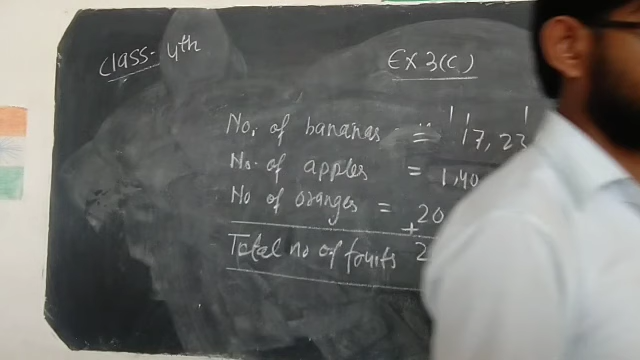 Class- 4th
EX 3(C)
No. of bananas = 17,23
No. of apples = 1,40
No of oranges = + 20
Total no of fruits 2